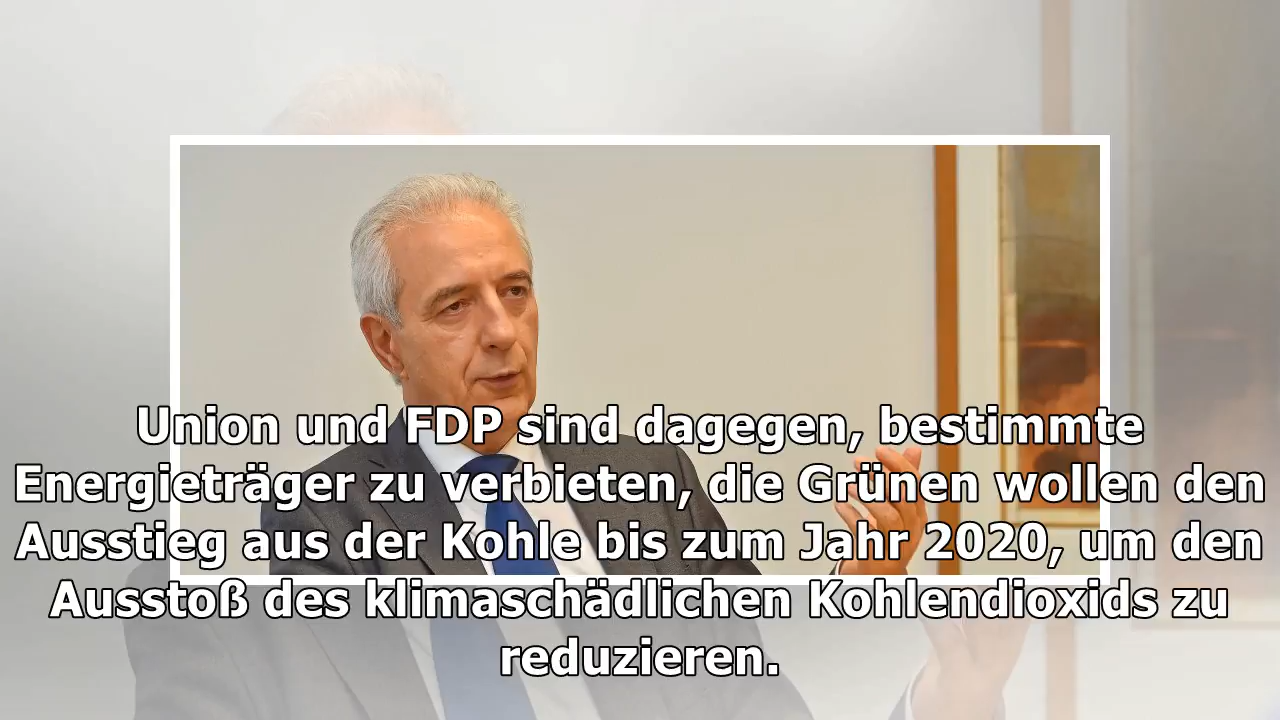 Union und FDP sind dagegen, bestimmte
Energieträger zu verbieten, die Grünen wollen den
Ausstieg aus der Kohle bis zum Jahr 2020, um den
Ausstoß des klimaschädlichen Kohlendioxids zu
reduzieren.